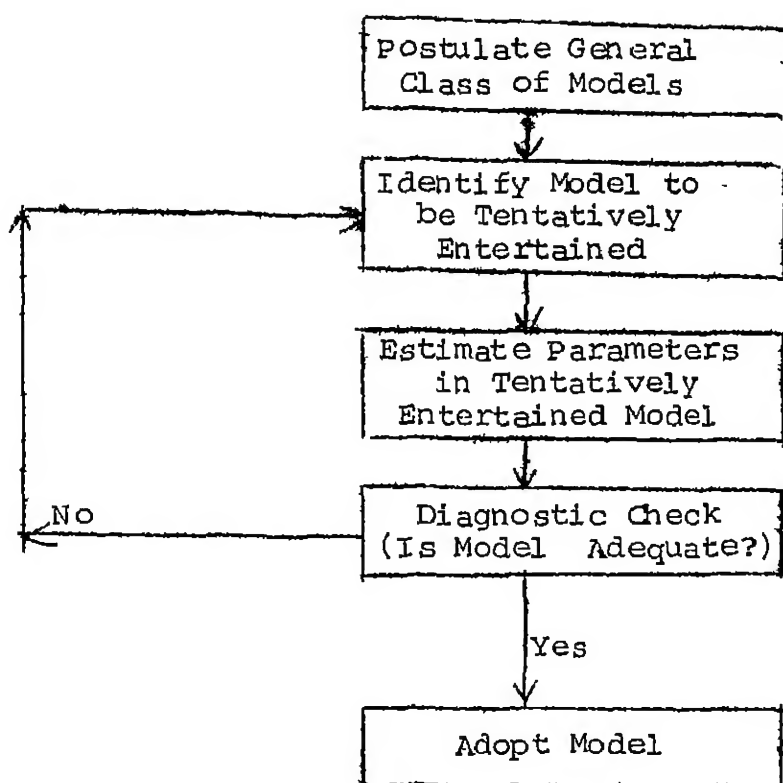 Postulate General
Class of Models
Identify Model to
be Tentatively
Entertained
Estimate Parameters
in Tentatively
Entertained Model
No
Diagnostic Check
(Is Model Adequate?)
Yes
Adopt Model